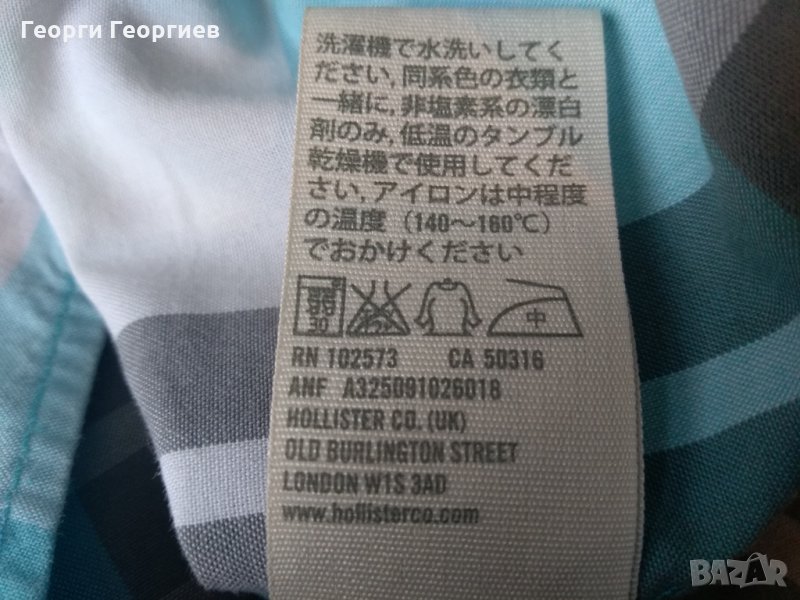 Георги Георгиев
洗濯機で水洗いしてく
ださい, 同系色の衣類と
一緒に, 非塩素系の漂白
剤のみ, 低温のタンブル
乾燥機で使用してくだ
さい, アイロンは中程度
の温度 (140〜160℃)
でおかけください
30
中
RN 102573 CA 50316
ANF A325091026018
HOLLISTER CO. (UK)
OLD BURLINGTON STREET
LONDON W1S 3AD
www.hollisterco.com
BAZAR